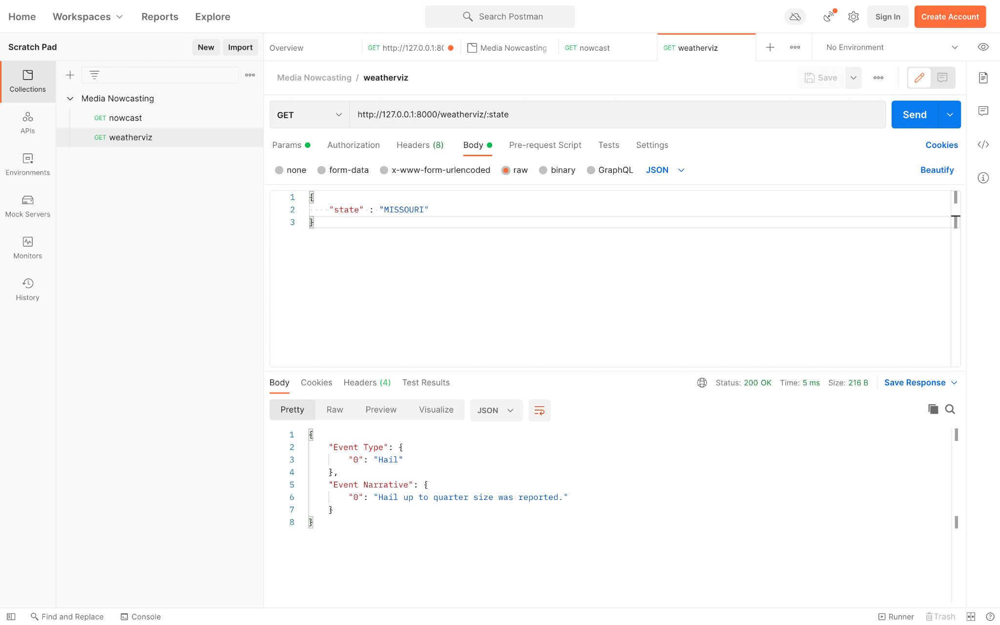 Home Workspaces Reports Explore Search Postman Sign In Create Account
Scratch Pad New Import Overview GET http://127.0.0.1:80 Media Nowcasting GET nowcast GET weatherviz No Environment
Collections
APIs
Environments
Mock Servers
Monitors
History
Media Nowcasting
GET nowcast
GET weatherviz
Media Nowcasting / weatherviz Save
GET http://127.0.0.1:8000/weatherviz/:state Send
Params Authorization Headers (8) Body Pre-request Script Tests Settings Cookies
none form-data x-www-form-urlencoded raw binary GraphQL JSON Beautify
1 {
2 "state" : "MISSOURI"
3 }
Body Cookies Headers (4) Test Results Status: 200 OK Time: 5 ms Size: 216 B Save Response
Pretty Raw Preview Visualize JSON
1 {
2 "Event Type": {
3 "0": "Hail"
4 },
5 "Event Narrative": {
6 "0": "Hail up to quarter size was reported."
7 }
8 }
Find and Replace Console Runner Trash